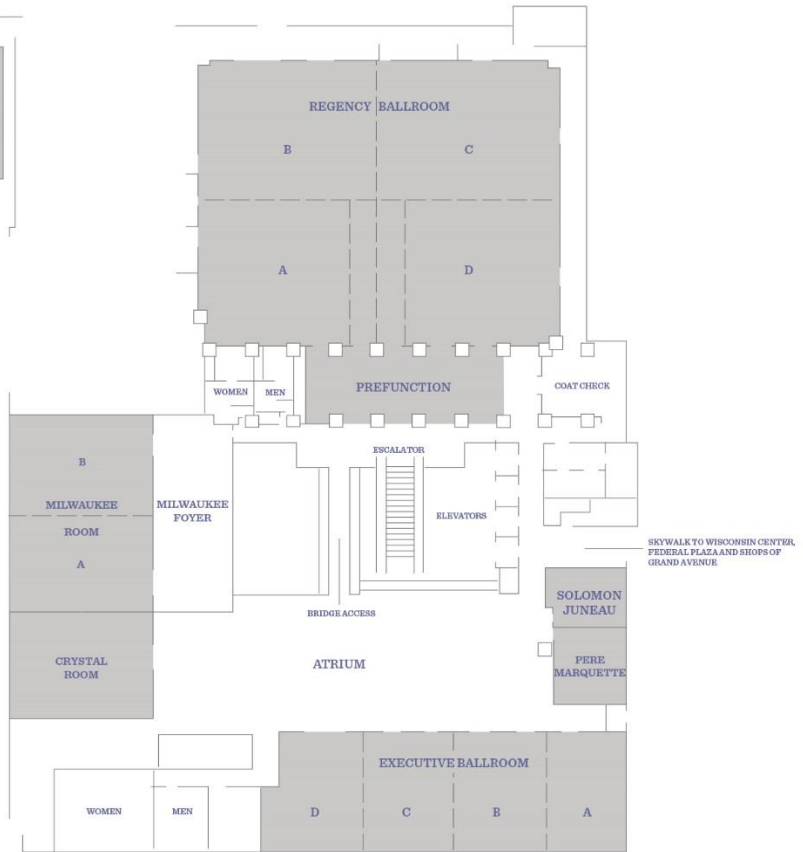 REGENCY BALLROOM
B
C
A
D
WOMEN
MEN
PREFUNCTION
COAT CHECK
ESCALATOR
ELEVATORS
B
MILWAUKEE
ROOM
A
MILWAUKEE
FOYER
SKYWALK TO WISCONSIN CENTER,
FEDERAL PLAZA AND SHOPS OF
GRAND AVENUE
BRIDGE ACCESS
SOLOMON
JUNEAU
CRYSTAL
ROOM
ATRIUM
PERE
MARQUETTE
EXECUTIVE BALLROOM
WOMEN
MEN
D
C
B
A